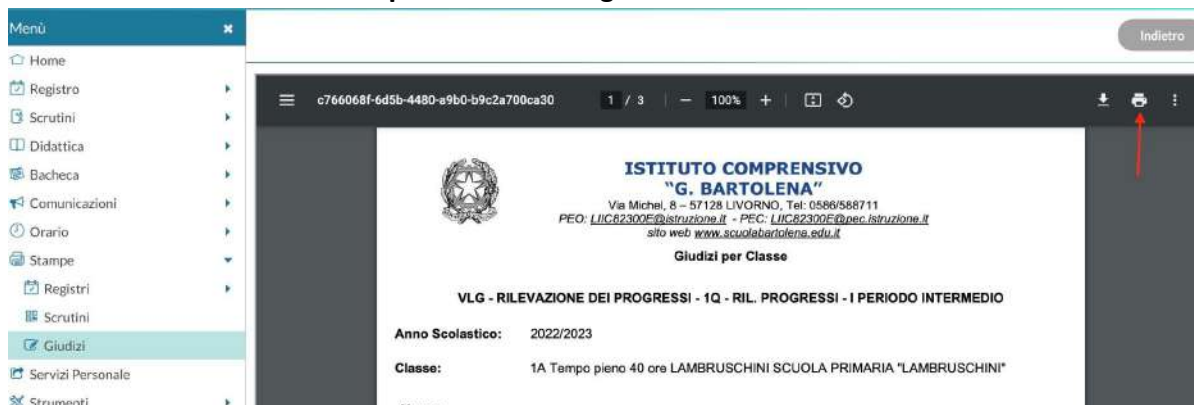 Menù
Indietro
Home
Registro
Scrutini
Didattica
Bacheca
Comunicazioni
Orario
Stampe
Registri
Scrutini
Giudizi
Servizi Personale
Strumenti
c766068f-6d5b-4480-a9b0-b9c2a700ca30 1 / 3 | − 100% +
ISTITUTO COMPRENSIVO
"G. BARTOLENA"
Via Michel, 8 – 57128 LIVORNO, Tel: 0586/588711
PEO: LIIC82300E@istruzione.it - PEC: LIIC82300E@pec.istruzione.it
sito web www.scuolabartolena.edu.it
Giudizi per Classe
VLG - RILEVAZIONE DEI PROGRESSI - 1Q - RIL. PROGRESSI - I PERIODO INTERMEDIO
Anno Scolastico: 2022/2023
Classe: 1A Tempo pieno 40 ore LAMBRUSCHINI SCUOLA PRIMARIA "LAMBRUSCHINI"